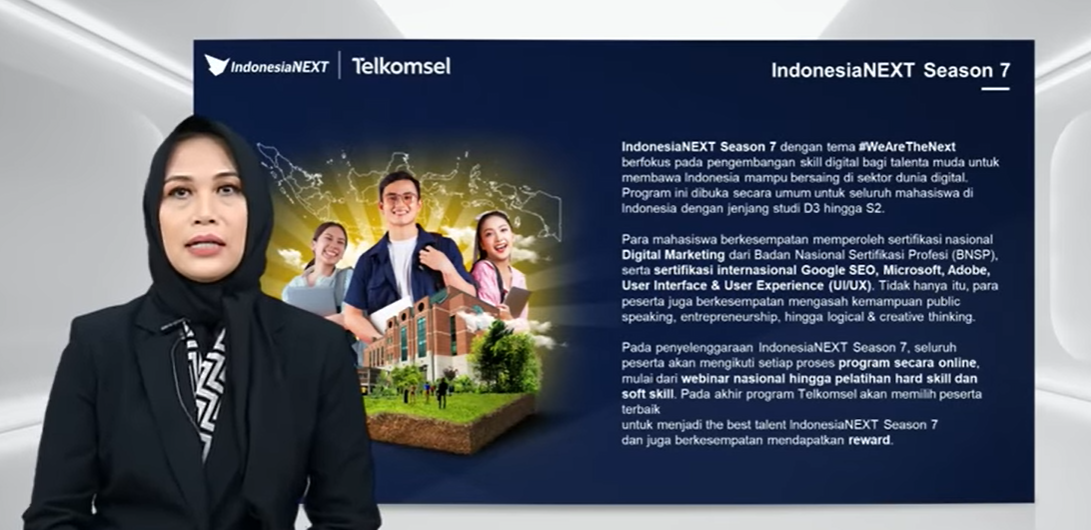 IndonesiaNEXT | Telkomsel
IndonesiaNEXT Season 7
IndonesiaNEXT Season 7 dengan tema #WeAreTheNext
berfokus pada pengembangan skill digital bagi talenta muda untuk
membawa Indonesia mampu bersaing di sektor dunia digital.
Program ini dibuka secara umum untuk seluruh mahasiswa di
Indonesia dengan jenjang studi D3 hingga S2.
Para mahasiswa berkesempatan memperoleh sertifikasi nasional
Digital Marketing dari Badan Nasional Sertifikasi Profesi (BNSP),
serta sertifikasi internasional Google SEO, Microsoft, Adobe,
User Interface & User Experience (UI/UX). Tidak hanya itu, para
peserta juga berkesempatan mengasah kemampuan public
speaking, entrepreneurship, hingga logical & creative thinking.
Pada penyelenggaraan IndonesiaNEXT Season 7, seluruh
peserta akan mengikuti setiap proses program secara online,
mulai dari webinar nasional hingga pelatihan hard skill dan
soft skill. Pada akhir program Telkomsel akan memilih peserta
terbaik
untuk menjadi the best talent IndonesiaNEXT Season 7
dan juga berkesempatan mendapatkan reward.